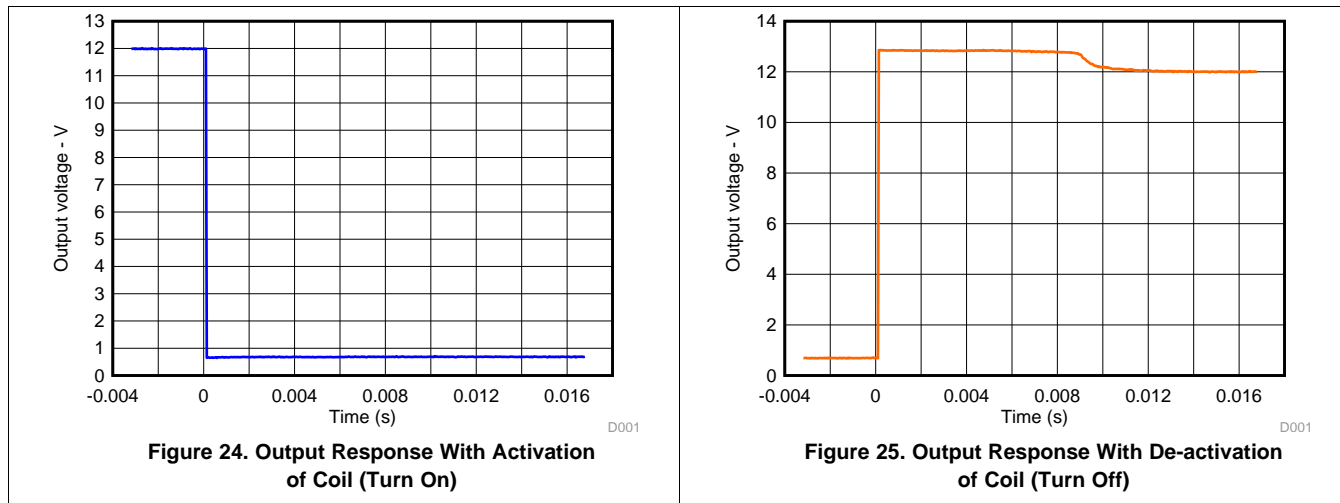 13
12
11
10
9
8
7
6
5
4
3
2
1
0
Output voltage - V
-0.004 0 0.004 0.008 0.012 0.016
Time (s)
D001
Figure 24. Output Response With Activation
of Coil (Turn On)
14
12
10
8
6
4
2
0
Output voltage - V
-0.004 0 0.004 0.008 0.012 0.016
Time (s)
D001
Figure 25. Output Response With De-activation
of Coil (Turn Off)